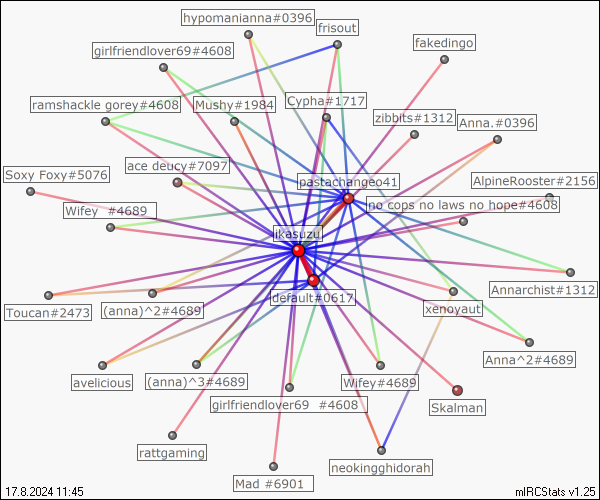 hypomanianna#0396
frisout
fakedingo
girlfriendlover69#4608
ramshackle gorey#4608
Mushy#1984
Cypha#1717
zibbits#1312
Anna.#0396
ace deucy#7097
Soxy Foxy#5076
pastachangeo41
AlpineRooster#2156
no cops no laws no hope#4608
Wifey  #4689
ikasuzu
default#0617
Annarchist#1312
Toucan#2473
(anna)^2#4689
xenoyaut
Anna^2#4689
avelicious
(anna)^3#4689
Wifey#4689
girlfriendlover69  #4608
Skalman
rattgaming
neokingghidorah
Mad #6901
17.8.2024 11:45
mIRCStats v1.25